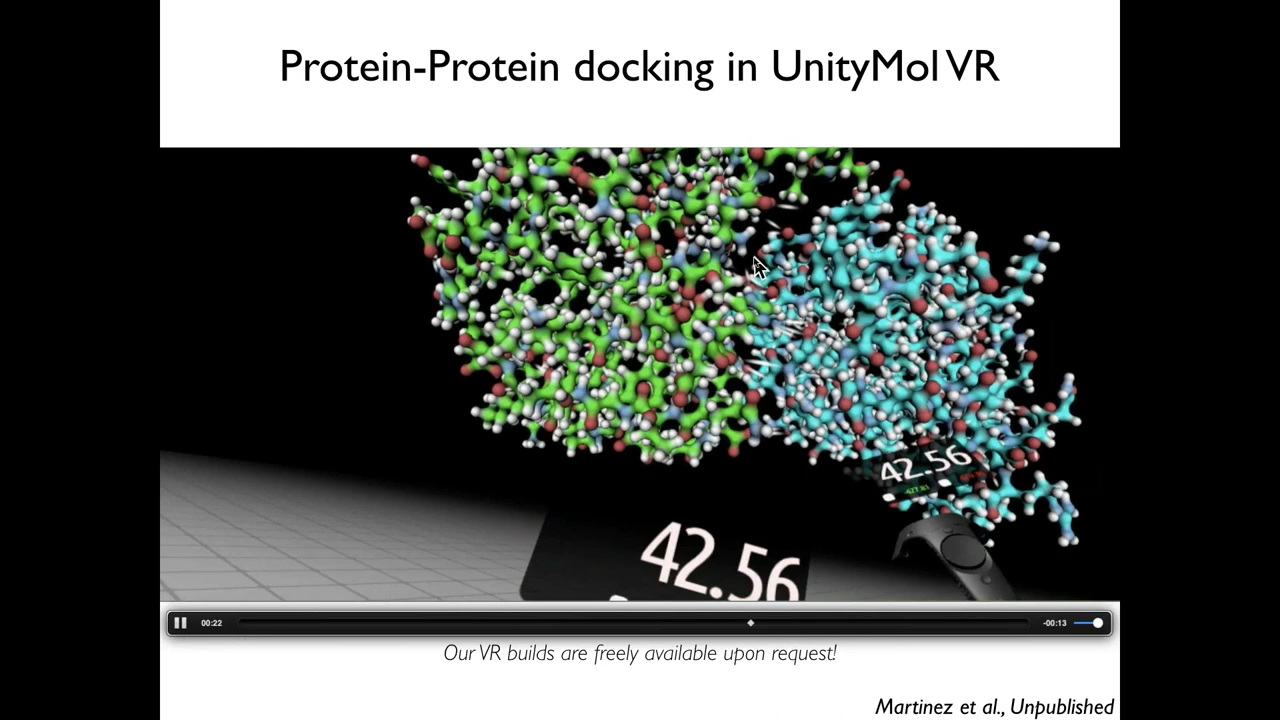 Protein-Protein docking in UnityMol VR
42.56
42.56
00:22
-00:13
Our VR builds are freely available upon request!
Martinez et al., Unpublished